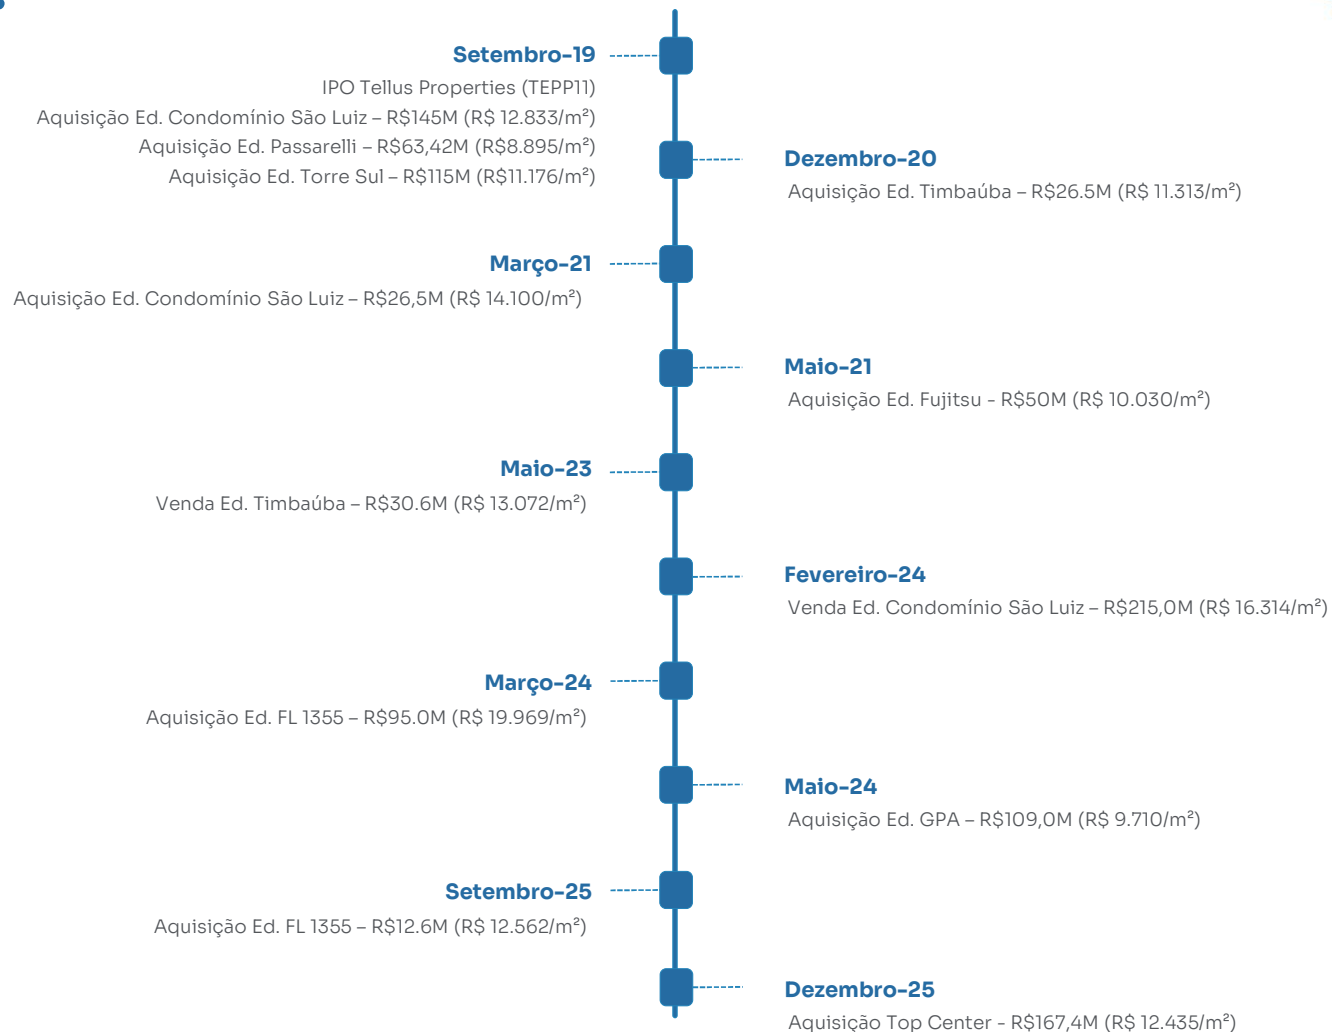 Setembro-19
IPO Tellus Properties (TEPP11)
Aquisição Ed. Condomínio São Luiz – R$145M (R$ 12.833/m²)
Aquisição Ed. Passarelli – R$63,42M (R$8.895/m²)
Aquisição Ed. Torre Sul – R$115M (R$11.176/m²)
Dezembro-20
Aquisição Ed. Timbaúba – R$26.5M (R$ 11.313/m²)
Março-21
Aquisição Ed. Condomínio São Luiz – R$26,5M (R$ 14.100/m²)
Maio-21
Aquisição Ed. Fujitsu - R$50M (R$ 10.030/m²)
Maio-23
Venda Ed. Timbaúba – R$30.6M (R$ 13.072/m²)
Fevereiro-24
Venda Ed. Condomínio São Luiz – R$215,0M (R$ 16.314/m²)
Março-24
Aquisição Ed. FL 1355 – R$95.0M (R$ 19.969/m²)
Maio-24
Aquisição Ed. GPA – R$109,0M (R$ 9.710/m²)
Setembro-25
Aquisição Ed. FL 1355 – R$12.6M (R$ 12.562/m²)
Dezembro-25
Aquisição Top Center - R$167,4M (R$ 12.435/m²)